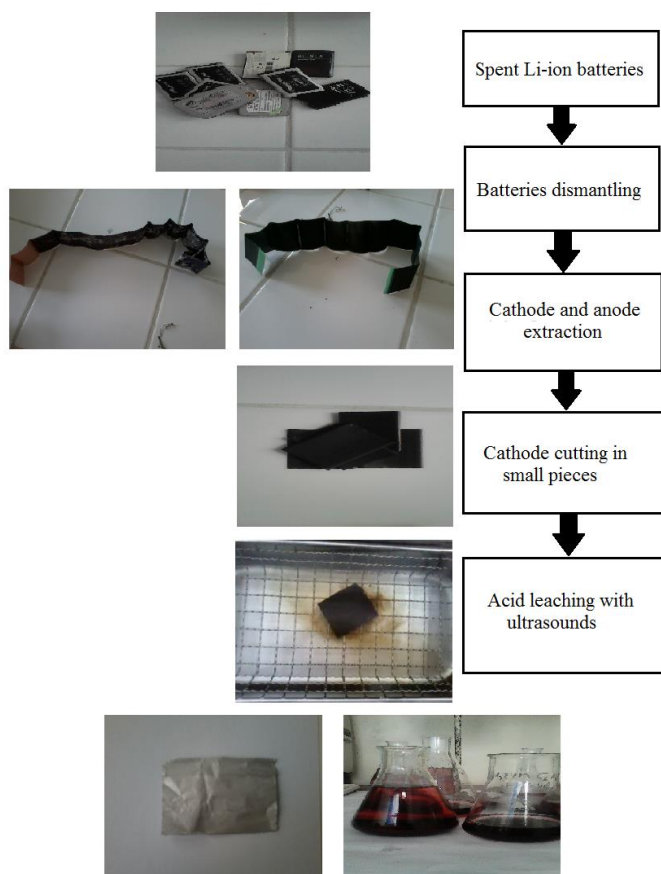 Spent Li-ion batteries
Batteries dismantling
Cathode and anode
extraction
Cathode cutting in
small pieces
Acid leaching with
ultrasounds